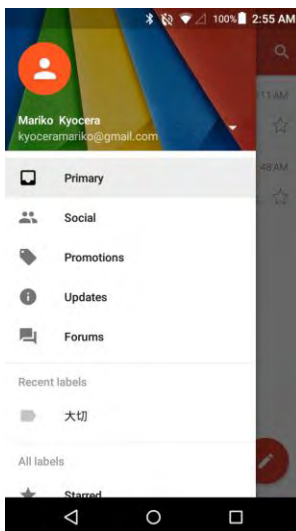 100% 2:55 AM
Mariko Kyocera
kyoceramariko@gmail.com
Primary
Social
Promotions
Updates
Forums
Recent labels
大切
All labels
Starred
11 AM
48 AM